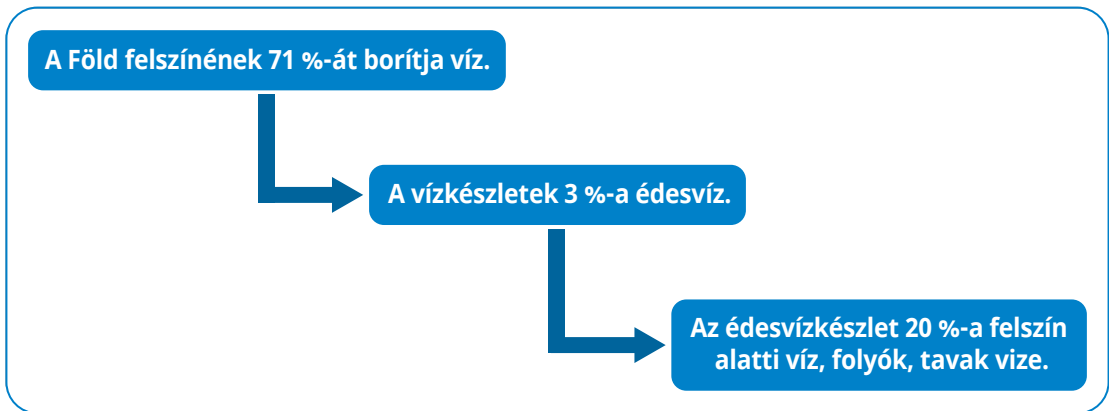 A Föld felszínének 71 %-át borítja víz.
A vízkészletek 3 %-a édesvíz.
Az édesvízkészlet 20 %-a felszín
alatti víz, folyók, tavak vize.